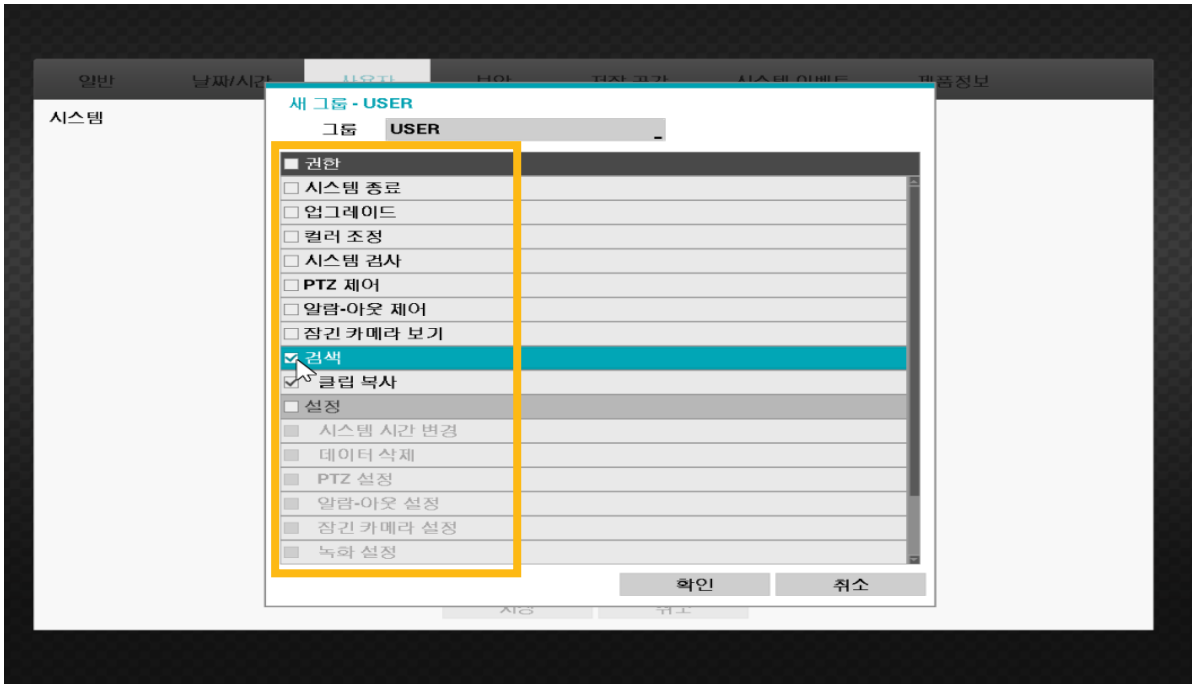 일반 날짜/시간 사용자 보안 저장 공간 시스템 이벤트 제품정보
시스템
새 그룹 - USER
그룹 USER
권한
시스템 종료
업그레이드
컬러 조정
시스템 검사
PTZ 제어
알람-아웃 제어
잠긴 카메라 보기
검색
클립 복사
설정
시스템 시간 변경
데이터 삭제
PTZ 설정
알람-아웃 설정
잠긴 카메라 설정
녹화 설정
확인 취소
저장 취소